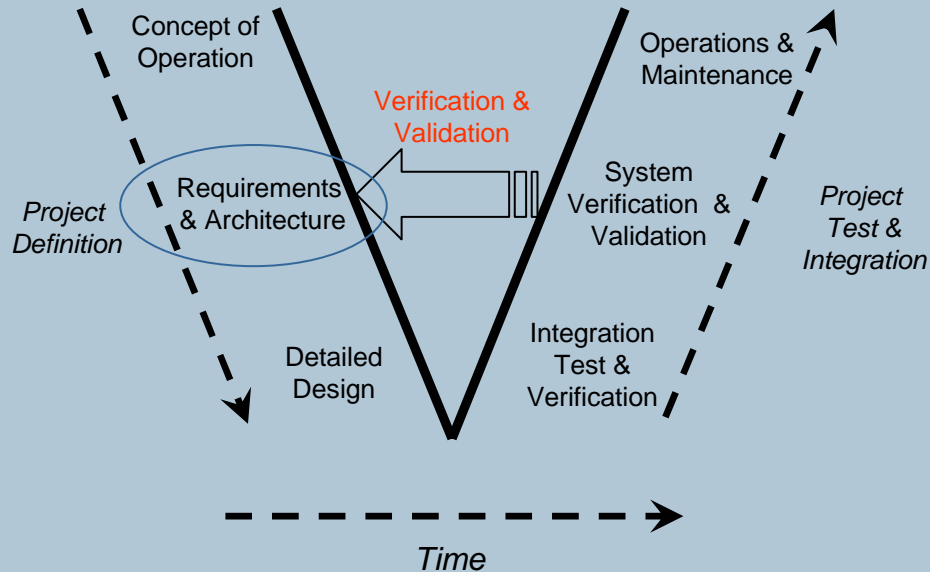 Concept of
Operation
Operations &
Maintenance
Verification &
Validation
Requirements
& Architecture
System
Verification &
Validation
Project
Definition
Project
Test &
Integration
Detailed
Design
Integration
Test &
Verification
Time